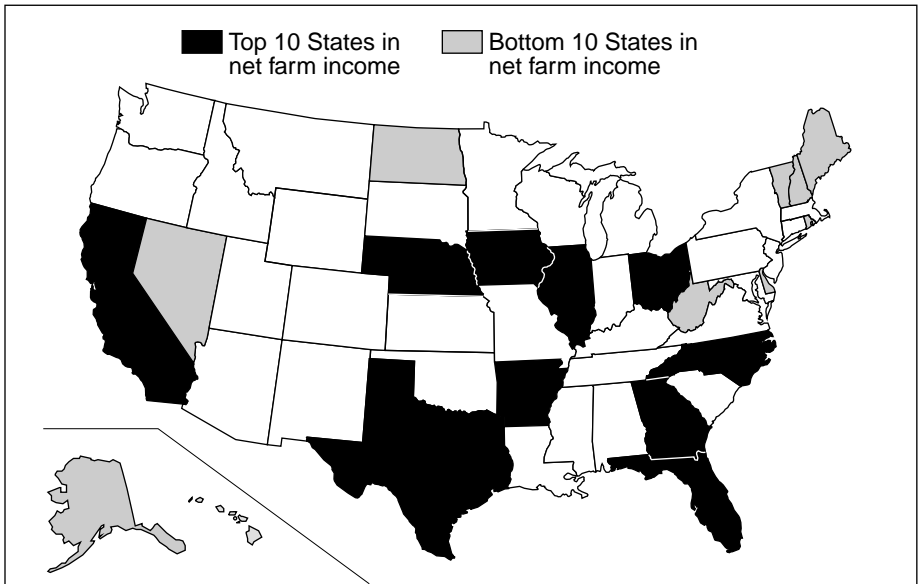 Top 10 States in
net farm income
Bottom 10 States in
net farm income